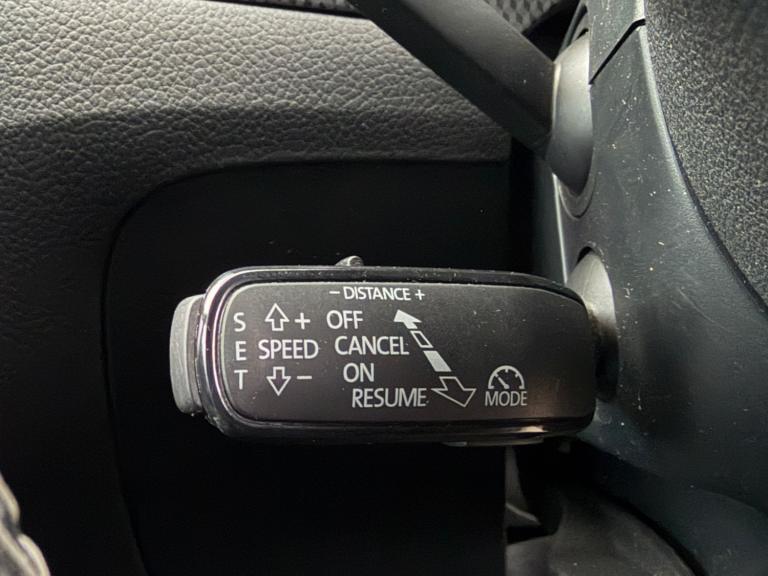 - DISTANCE +
S + OFF
E SPEED CANCEL
T - ON
RESUME
MODE